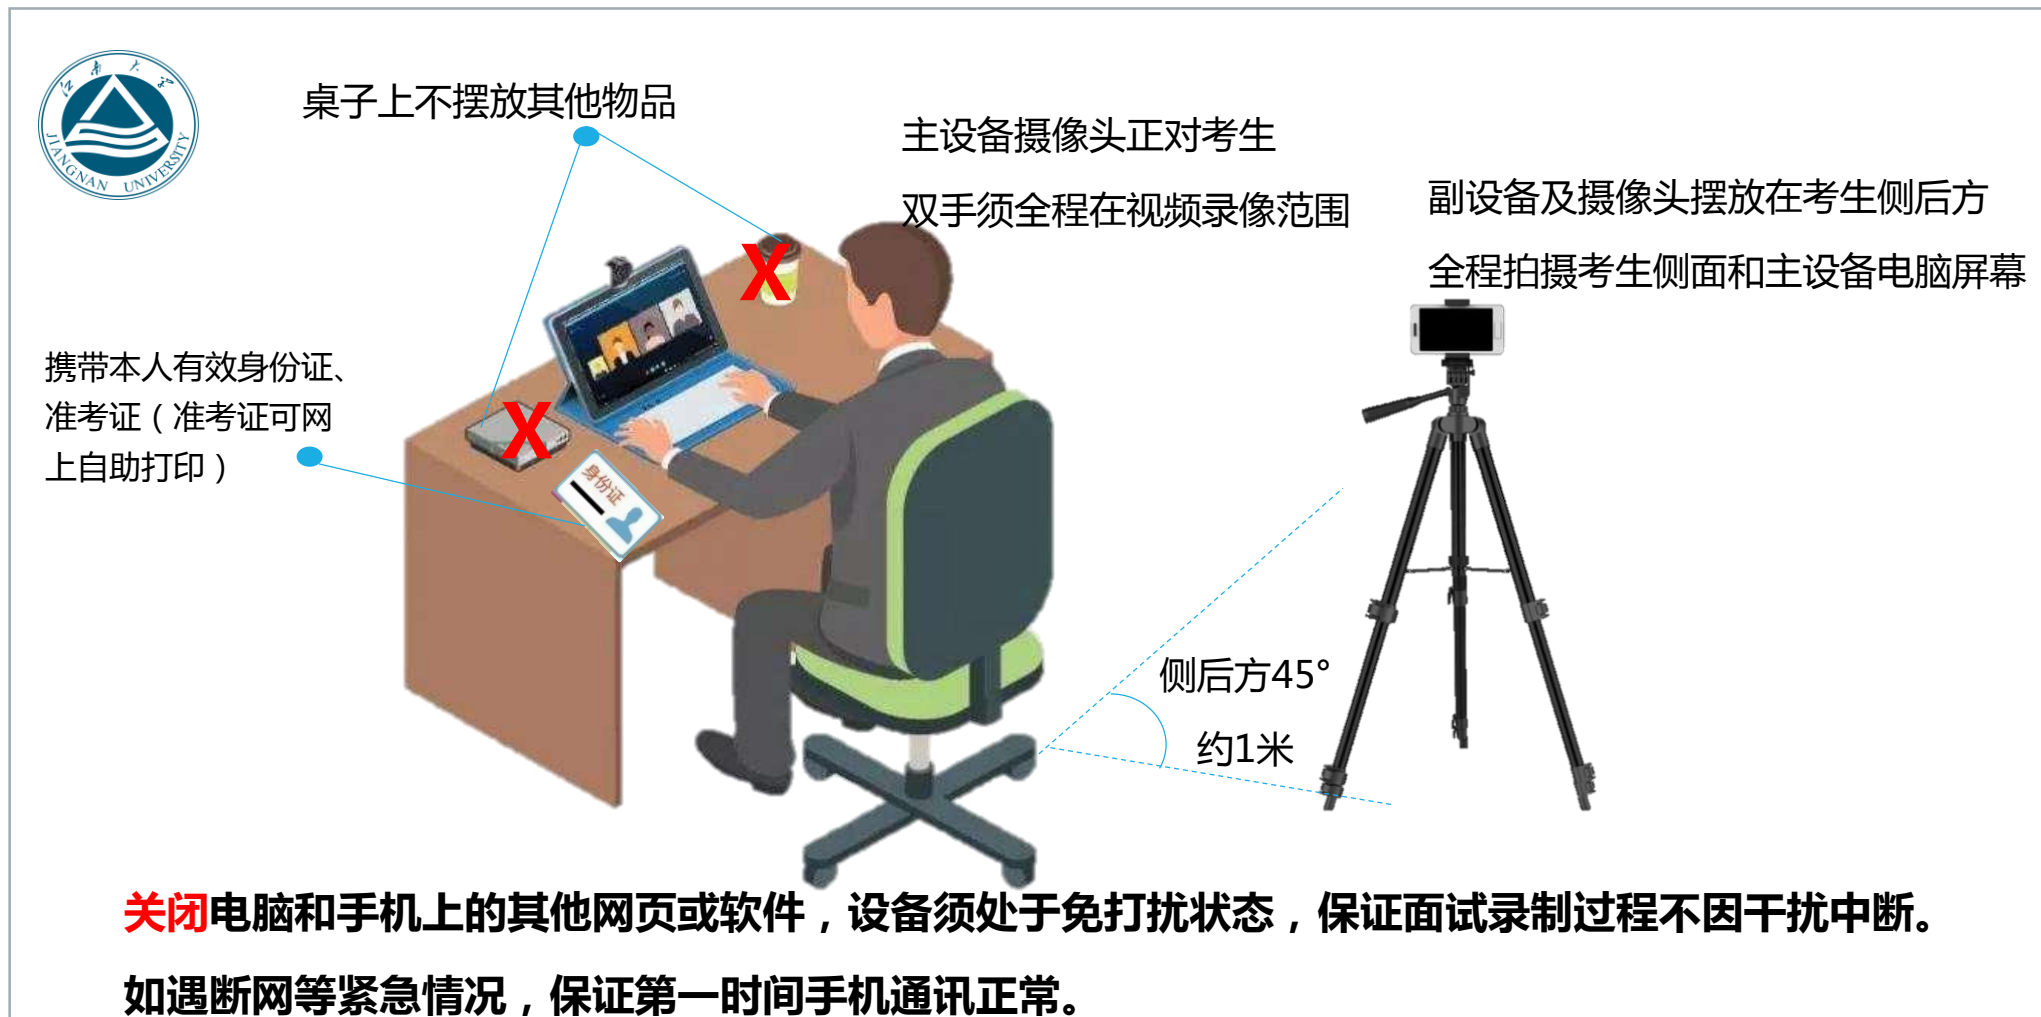 江南大学
JIANGNAN UNIVERSITY
桌子上不摆放其他物品
主设备摄像头正对考生
双手须全程在视频录像范围
副设备及摄像头摆放在考生侧后方
全程拍摄考生侧面和主设备电脑屏幕
携带本人有效身份证、
准考证（准考证可网
上自助打印）
X
X
身份证
侧后方45°
约1米
关闭电脑和手机上的其他网页或软件，设备须处于免打扰状态，保证面试录制过程不因干扰中断。
如遇断网等紧急情况，保证第一时间手机通讯正常。